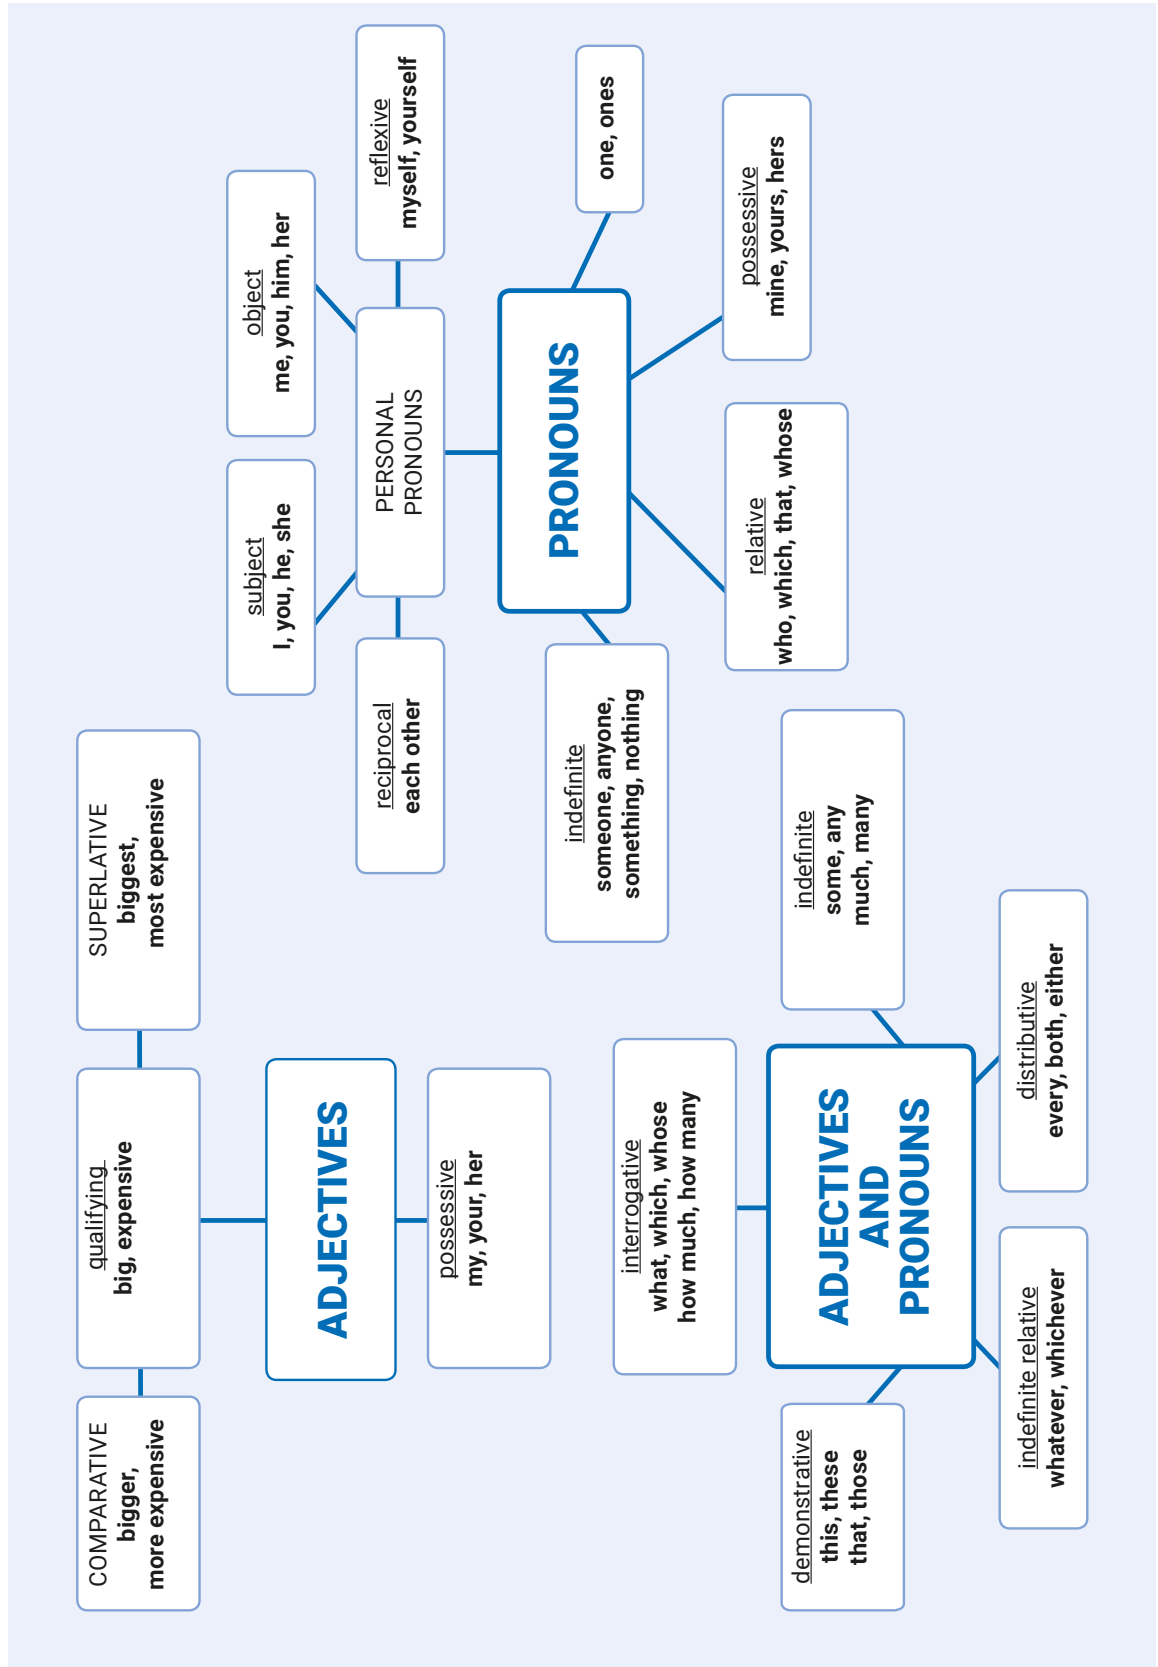 COMPARATIVE
bigger,
more expensive
qualifying
big, expensive
SUPERLATIVE
biggest,
most expensive
ADJECTIVES
possessive
my, your, her
subject
I, you, he, she
object
me, you, him, her
reciprocal
each other
PERSONAL
PRONOUNS
reflexive
myself, yourself
PRONOUNS
one, ones
indefinite
someone, anyone,
something, nothing
relative
who, which, that, whose
possessive
mine, yours, hers
interrogative
what, which, whose
how much, how many
demonstrative
this, these
that, those
ADJECTIVES
AND
PRONOUNS
indefinite
some, any
much, many
indefinite relative
whatever, whichever
distributive
every, both, either